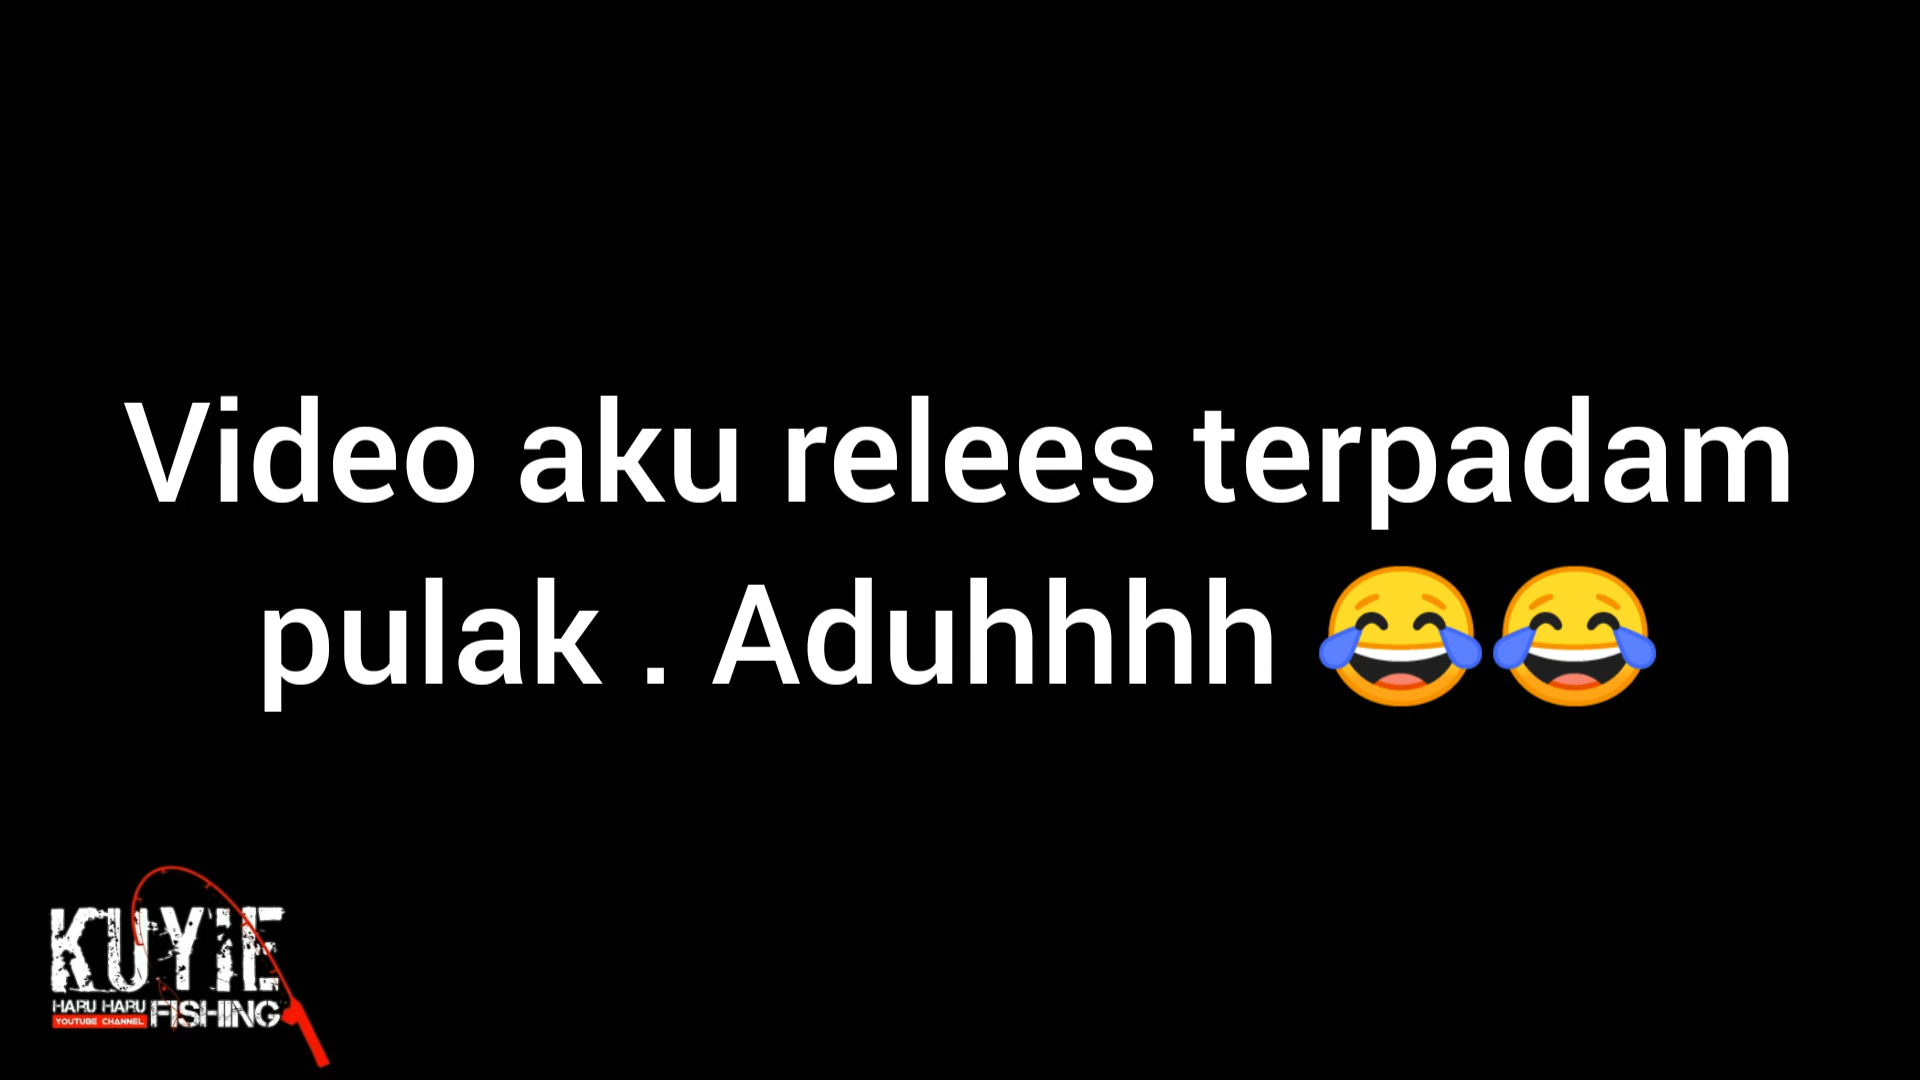 Video aku relees terpadam
pulak . Aduhhhh 😂😂
KUYIE
HARU HARU FISHING
YOUTUBE CHANNEL